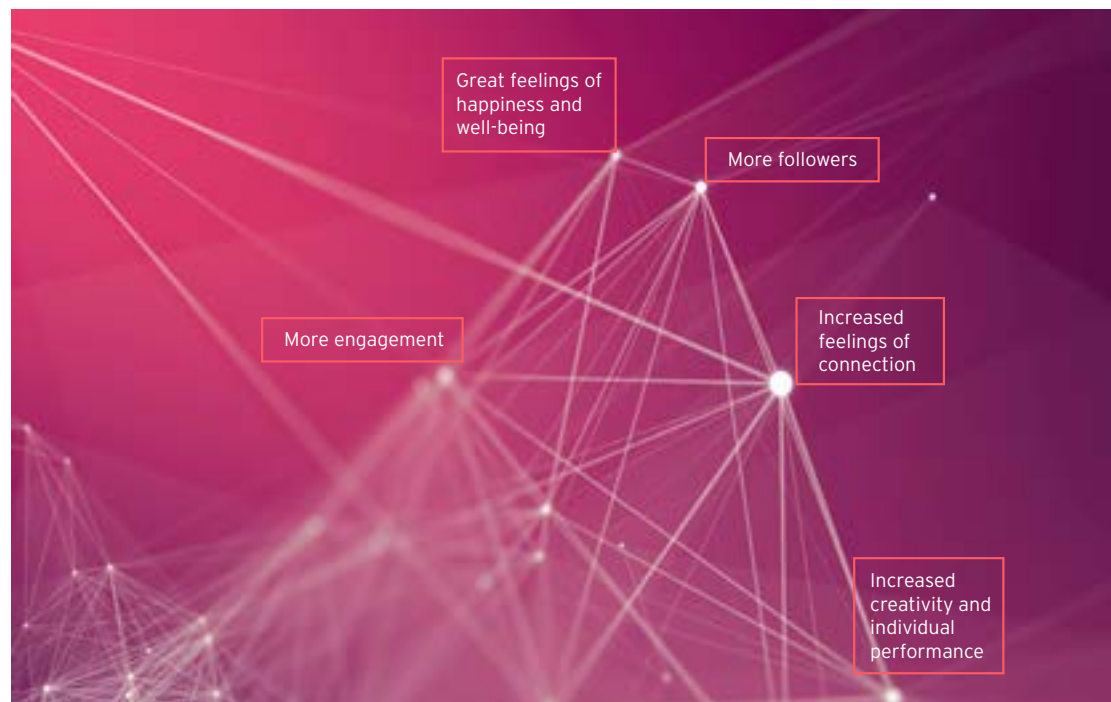 Great feelings of
happiness and
well-being
More followers
More engagement
Increased
feelings of
connection
Increased
creativity and
individual
performance